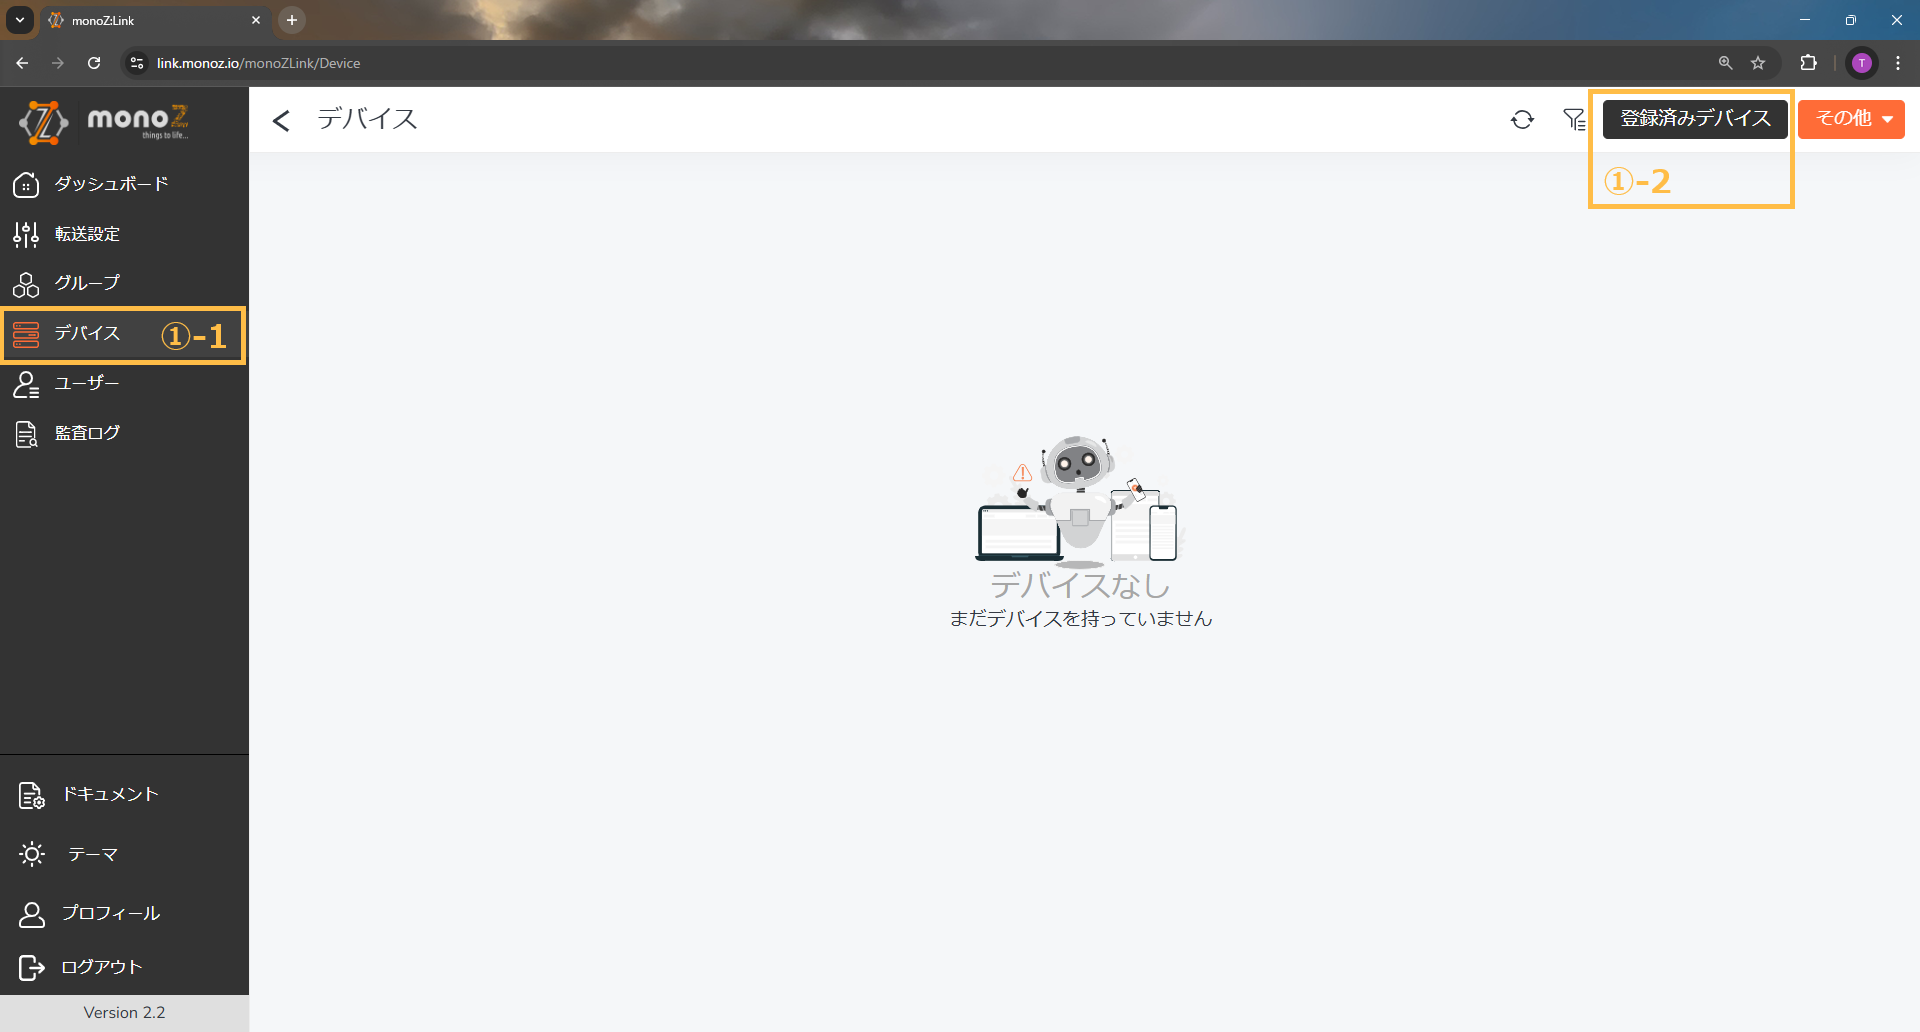 monoZ:Link
link.monoz.io/monoZLink/Device
T
monoZ
things to life...
デバイス
登録済みデバイス
その他
①-2
ダッシュボード
転送設定
グループ
デバイス
①-1
ユーザー
監査ログ
デバイスなし
まだデバイスを持っていません
ドキュメント
テーマ
プロフィール
ログアウト
Version 2.2